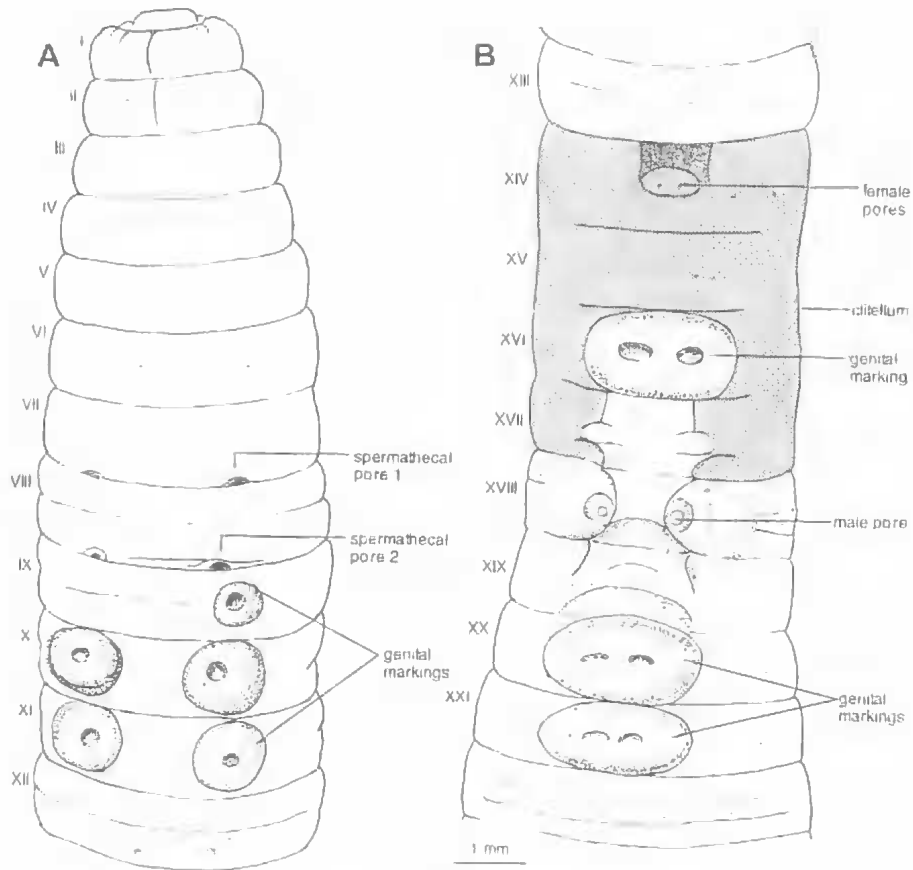 A
I
II
III
IV
V
VI
VII
VIII
IX
X
XI
XII
spermathecal
pore 1
spermathecal
pore 2
genital
markings
B
XIII
XIV
XV
XVI
XVII
XVIII
XIX
XX
XXI
female
pores
clitellum
genital
marking
male pore
genital
markings
1 mm